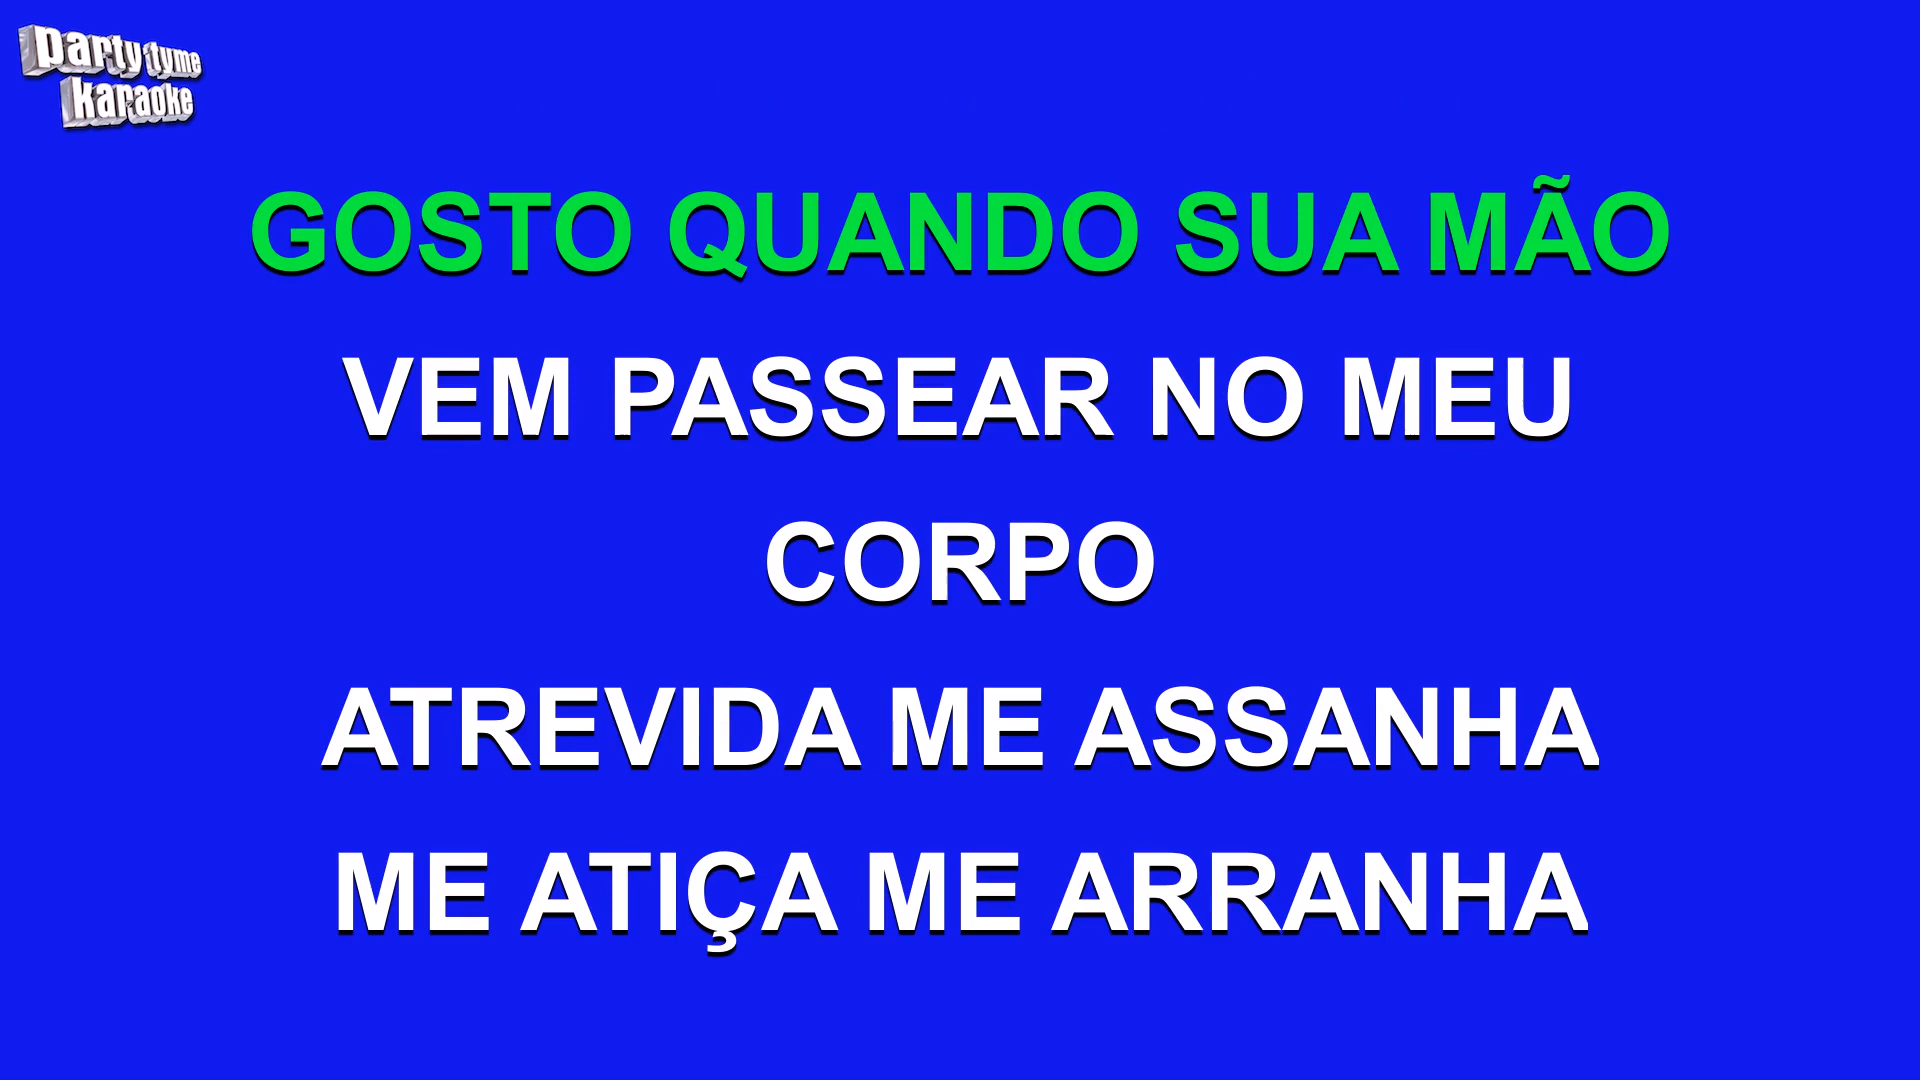 party tyme
karaoke
GOSTO QUANDO SUA MÃO
VEM PASSEAR NO MEU
CORPO
ATREVIDA ME ASSANHA
ME ATIÇA ME ARRANHA